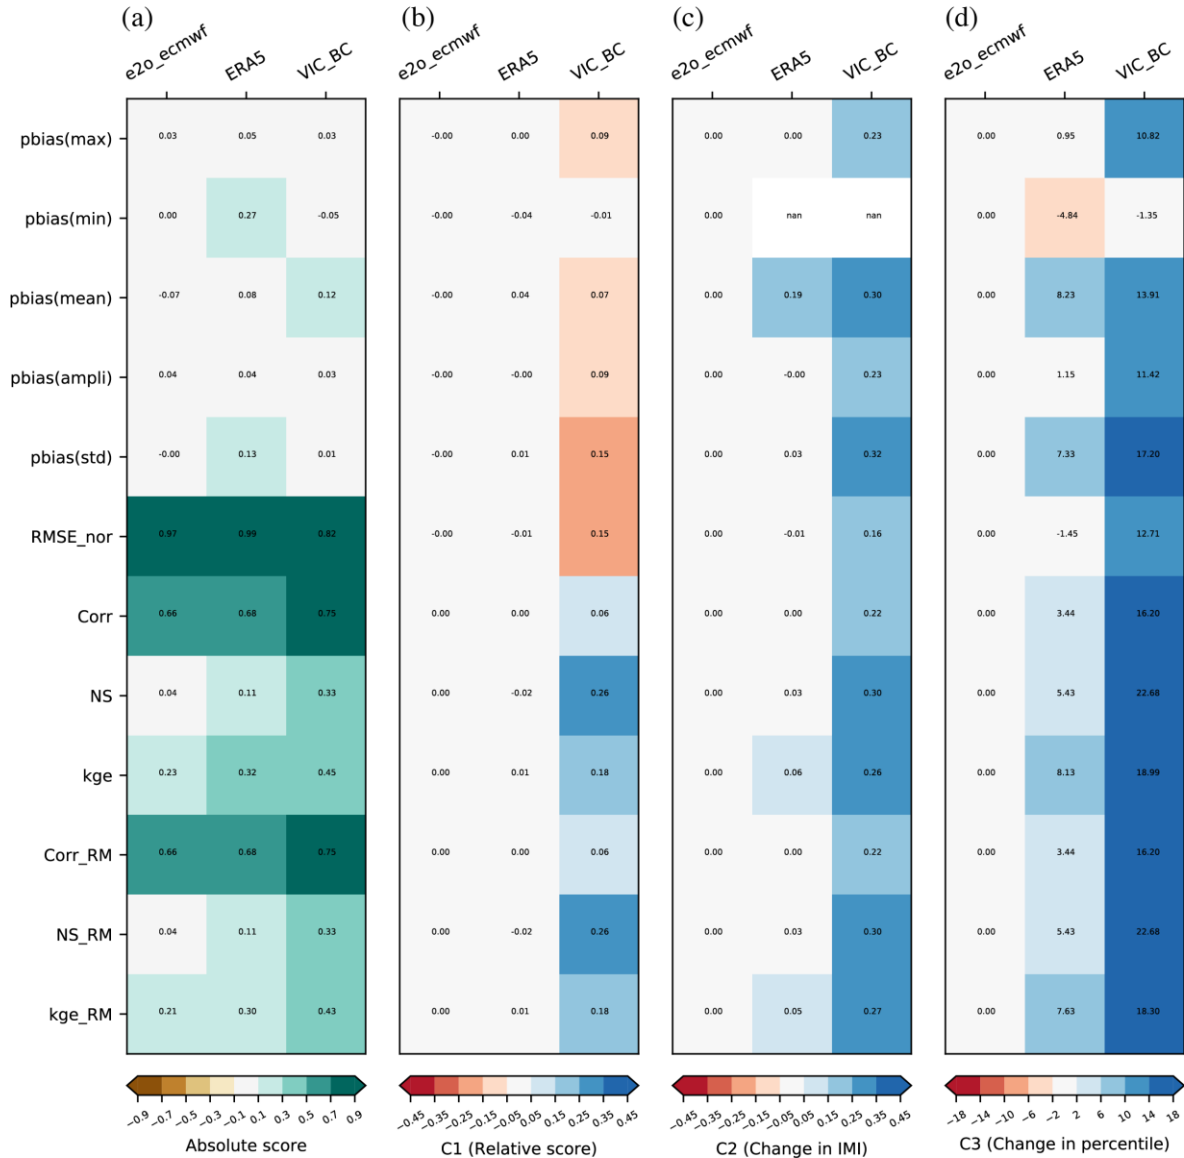 (a) (b) (c) (d)
e2o_ecmwf ERA5 VIC_BC e2o_ecmwf ERA5 VIC_BC e2o_ecmwf ERA5 VIC_BC e2o_ecmwf ERA5 VIC_BC
pbias(max) 0.03 0.05 0.03 -0.00 0.00 0.09 0.00 0.00 0.23 0.00 0.95 10.82
pbias(min) 0.00 0.27 -0.05 -0.00 -0.04 -0.01 0.00 nan nan 0.00 -4.84 -1.35
pbias(mean) -0.07 0.08 0.12 -0.00 0.04 0.07 0.00 0.19 0.30 0.00 8.23 13.91
pbias(ampli) 0.04 0.04 0.03 -0.00 -0.00 0.09 0.00 -0.00 0.23 0.00 1.15 11.42
pbias(std) -0.00 0.13 0.01 -0.00 0.01 0.15 0.00 0.03 0.32 0.00 7.33 17.20
RMSE_nor 0.97 0.99 0.82 -0.00 -0.01 0.15 0.00 -0.01 0.16 0.00 -1.45 12.71
Corr 0.66 0.68 0.75 0.00 0.00 0.06 0.00 0.00 0.22 0.00 3.44 16.20
NS 0.04 0.11 0.33 0.00 -0.02 0.26 0.00 0.03 0.30 0.00 5.43 22.68
kge 0.23 0.32 0.45 0.00 0.01 0.18 0.00 0.06 0.26 0.00 8.13 18.99
Corr_RM 0.66 0.68 0.75 0.00 0.00 0.06 0.00 0.00 0.22 0.00 3.44 16.20
NS_RM 0.04 0.11 0.33 0.00 -0.02 0.26 0.00 0.03 0.30 0.00 5.43 22.68
kge_RM 0.21 0.30 0.43 0.00 0.01 0.18 0.00 0.05 0.27 0.00 7.63 18.30
−0.9 −0.7 −0.5 −0.3 −0.1 0.1 0.3 0.5 0.7 0.9 −0.45 −0.35 −0.25 −0.15 −0.05 0.05 0.15 0.25 0.35 0.45 −0.45 −0.35 −0.25 −0.15 −0.05 0.05 0.15 0.25 0.35 0.45 −18 −14 −10 −6 −2 2 6 10 14 18
Absolute score C1 (Relative score) C2 (Change in IMI) C3 (Change in percentile)